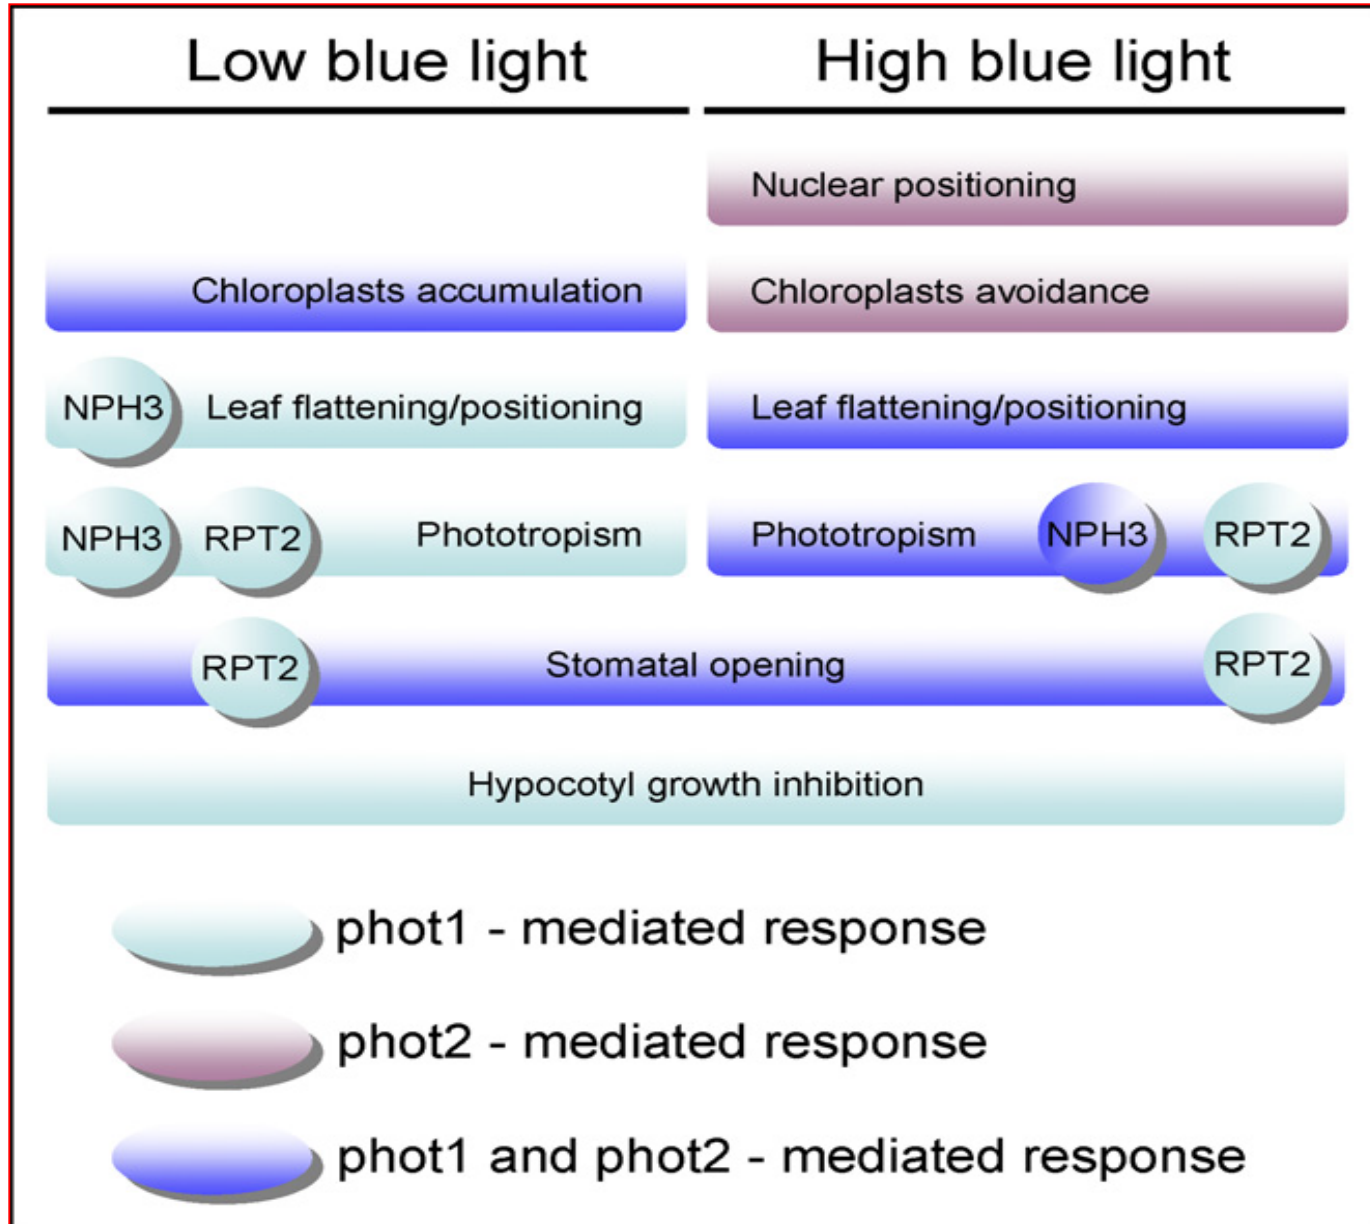 Low blue light
High blue light
Nuclear positioning
Chloroplasts accumulation
Chloroplasts avoidance
NPH3 Leaf flattening/positioning
Leaf flattening/positioning
NPH3 RPT2 Phototropism
Phototropism NPH3 RPT2
RPT2 Stomatal opening RPT2
Hypocotyl growth inhibition
phot1 - mediated response
phot2 - mediated response
phot1 and phot2 - mediated response